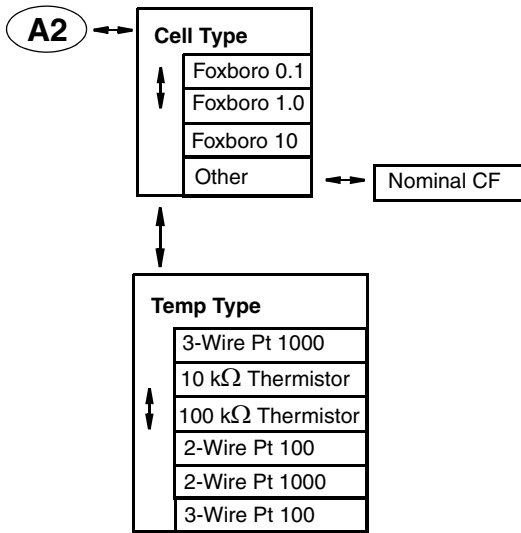 A2
Cell Type
Foxboro 0.1
Foxboro 1.0
Foxboro 10
Other
Nominal CF
Temp Type
3-Wire Pt 1000
10 kΩ Thermistor
100 kΩ Thermistor
2-Wire Pt 100
2-Wire Pt 1000
3-Wire Pt 100